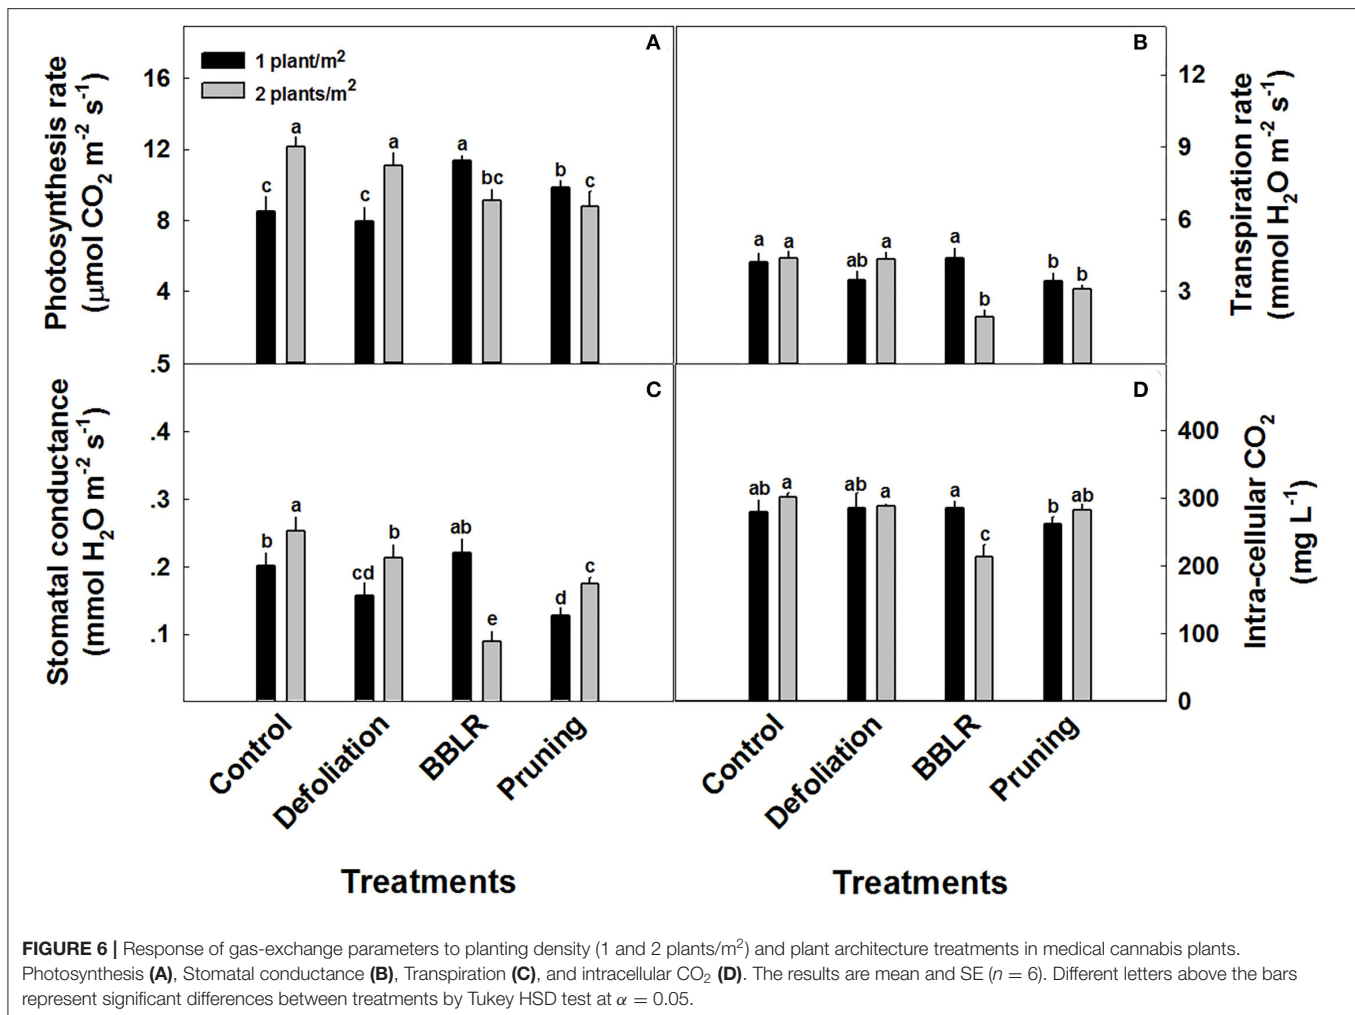 A
1 plant/m²
2 plants/m²
Photosynthesis rate
(μmol CO₂ m⁻² s⁻¹)
16
12
8
4
c
a
c
a
a
bc
b
c
B
Transpiration rate
(mmol H₂O m⁻² s⁻¹)
12
9
6
3
a
a
ab
a
a
b
b
b
C
Stomatal conductance
(mmol H₂O m⁻² s⁻¹)
.5
.4
.3
.2
.1
b
a
cd
b
ab
e
d
c
Control
Defoliation
BBLR
Pruning
Treatments
D
Intra-cellular CO₂
(mg L⁻¹)
400
300
200
100
0
ab
a
ab
a
a
c
b
ab
Control
Defoliation
BBLR
Pruning
Treatments
FIGURE 6 | Response of gas-exchange parameters to planting density (1 and 2 plants/m²) and plant architecture treatments in medical cannabis plants.
Photosynthesis (A), Stomatal conductance (B), Transpiration (C), and intracellular CO₂ (D). The results are mean and SE (n = 6). Different letters above the bars
represent significant differences between treatments by Tukey HSD test at α = 0.05.